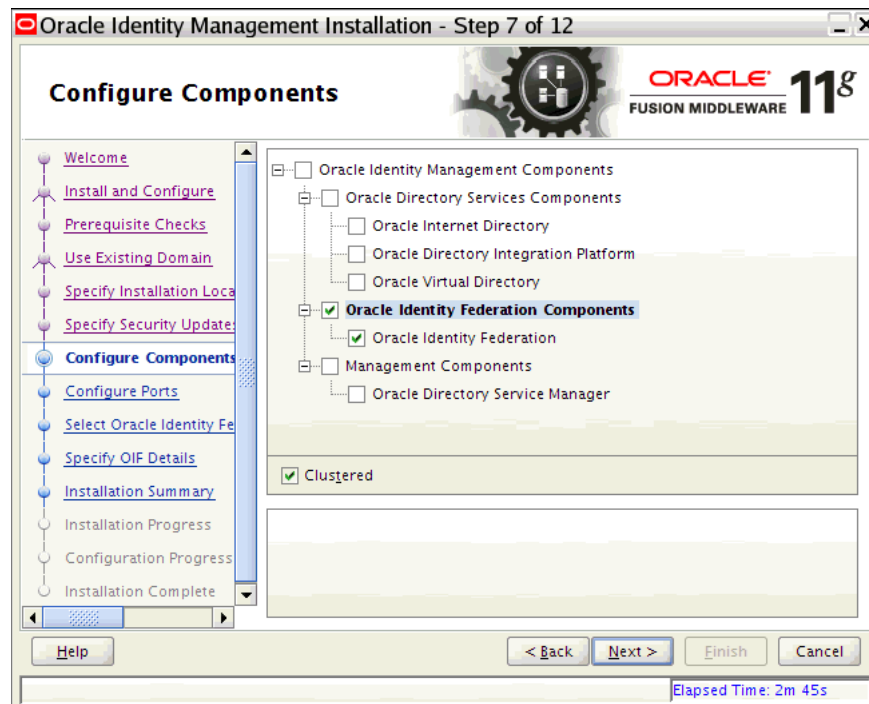 Oracle Identity Management Installation - Step 7 of 12
Configure Components
ORACLE
FUSION MIDDLEWARE
11g
Welcome
Install and Configure
Prerequisite Checks
Use Existing Domain
Specify Installation Loca
Specify Security Updates
Configure Components
Configure Ports
Select Oracle Identity Fe
Specify OIF Details
Installation Summary
Installation Progress
Configuration Progress
Installation Complete
Oracle Identity Management Components
Oracle Directory Services Components
Oracle Internet Directory
Oracle Directory Integration Platform
Oracle Virtual Directory
Oracle Identity Federation Components
Oracle Identity Federation
Management Components
Oracle Directory Service Manager
Clustered
Help
< Back
Next >
Finish
Cancel
Elapsed Time: 2m 45s